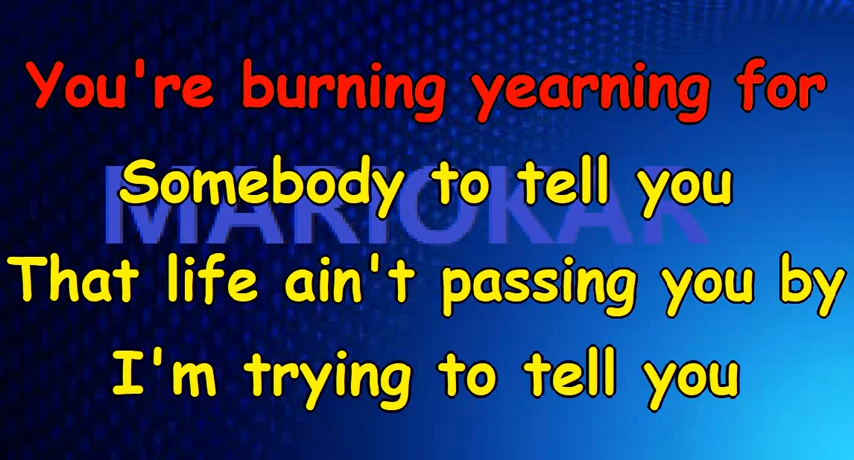 You're burning yearning for
MARIOKAR
Somebody to tell you
That life ain't passing you by
I'm trying to tell you